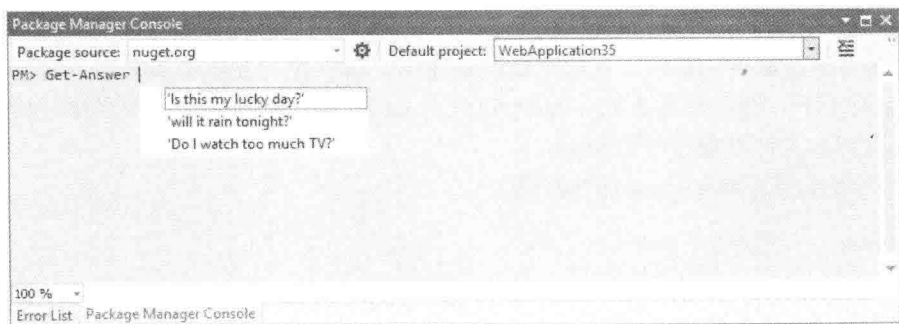 Package Manager Console
Package source: nuget.org Default project: WebApplication35
PM> Get-Answer
'Is this my lucky day?'
'will it rain tonight?'
'Do I watch too much TV?'
100 %
Error List Package Manager Console